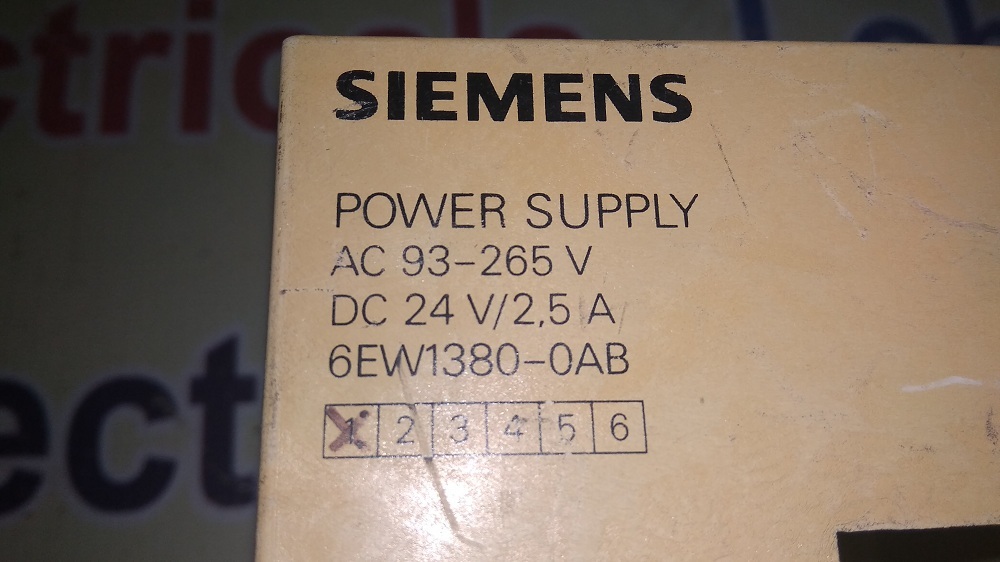 SIEMENS
POWER SUPPLY
AC 93-265 V
DC 24 V/2,5 A
6EW1380-0AB
1 2 3 4 5 6